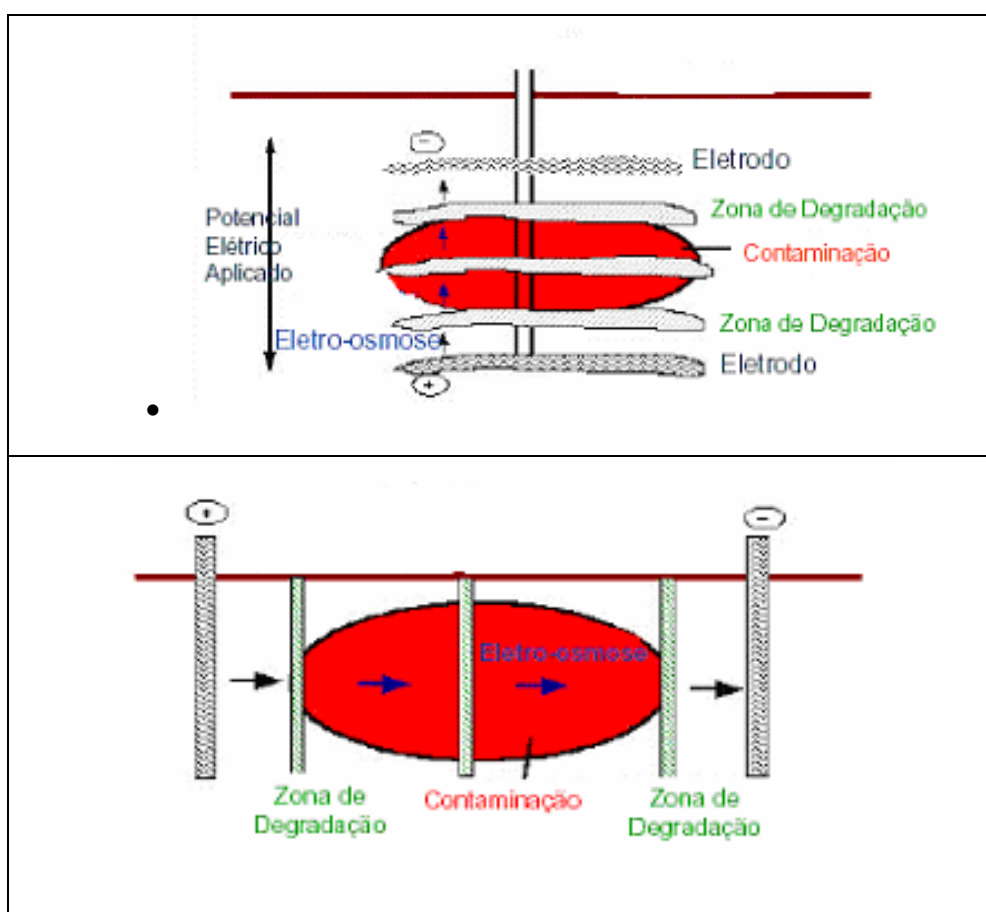 −
Eletrodo
Zona de Degradação
Potencial
Elétrico
Aplicado
Contaminação
Zona de Degradação
Eletro-osmose
Eletrodo
+
•
+
−
Eletro-osmose
Zona de
Degradação
Contaminação
Zona de
Degradação